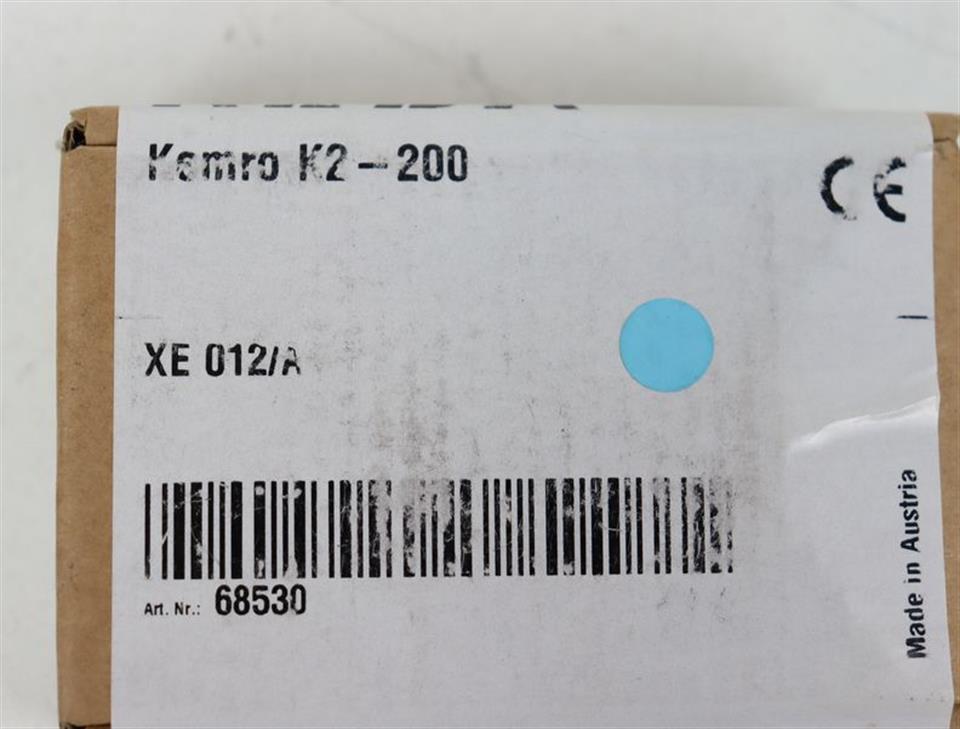 Kemro K2-200
CE
XE 012/A
Art. Nr.: 68530
Made in Austria